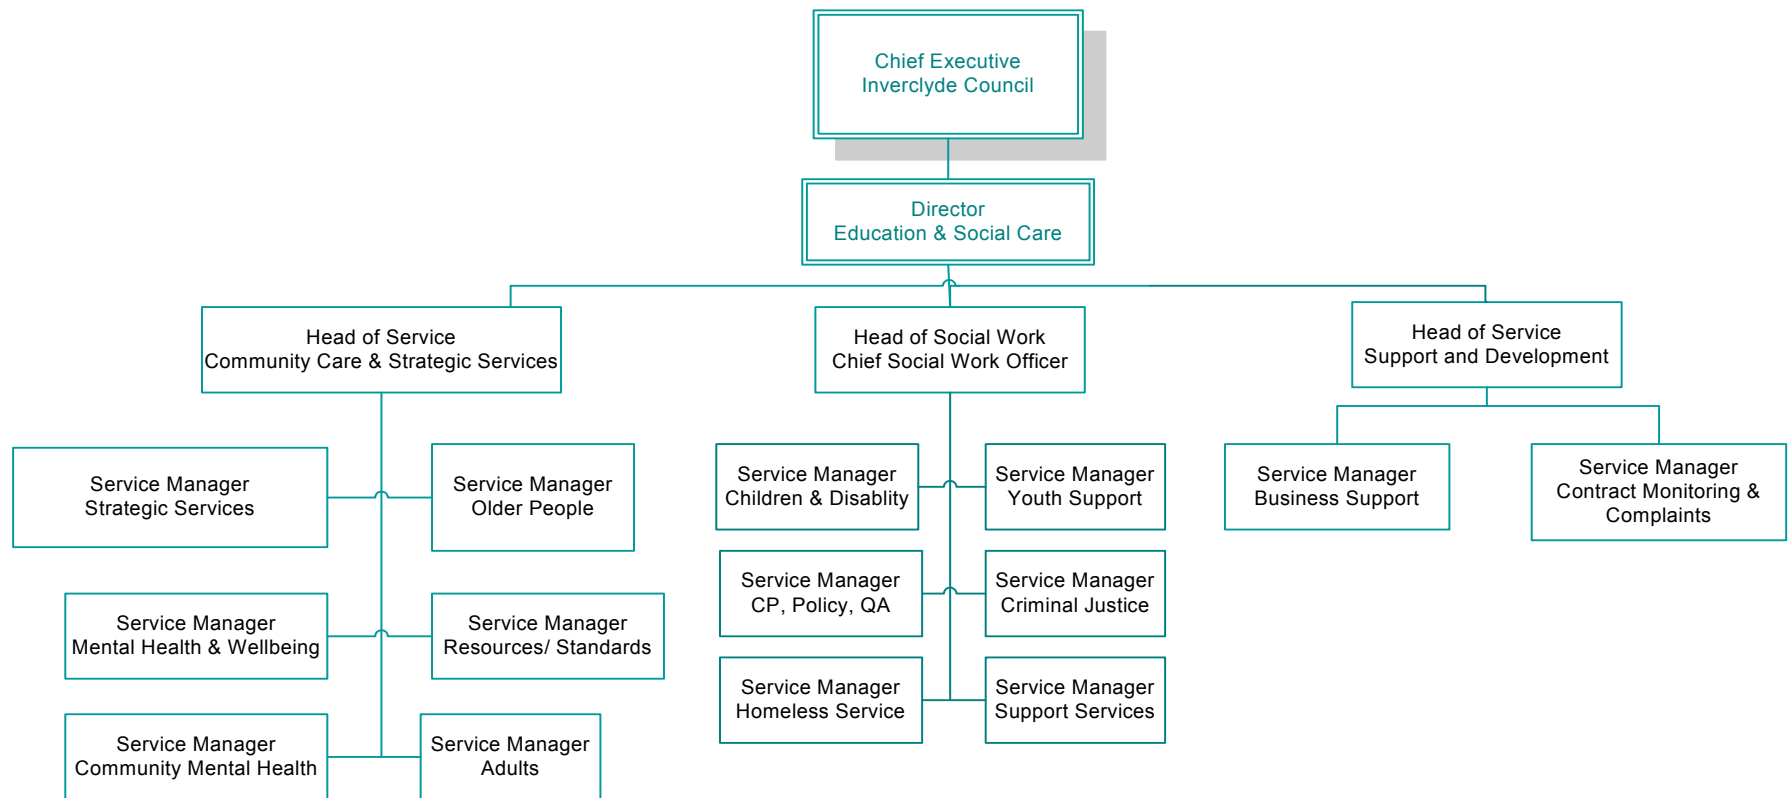 Chief Executive
Inverclyde Council
Director
Education & Social Care
Head of Service
Community Care & Strategic Services
Head of Social Work
Chief Social Work Officer
Head of Service
Support and Development
Service Manager
Strategic Services
Service Manager
Older People
Service Manager
Mental Health & Wellbeing
Service Manager
Resources/ Standards
Service Manager
Community Mental Health
Service Manager
Adults
Service Manager
Children & Disablity
Service Manager
Youth Support
Service Manager
CP, Policy, QA
Service Manager
Criminal Justice
Service Manager
Homeless Service
Service Manager
Support Services
Service Manager
Business Support
Service Manager
Contract Monitoring &
Complaints